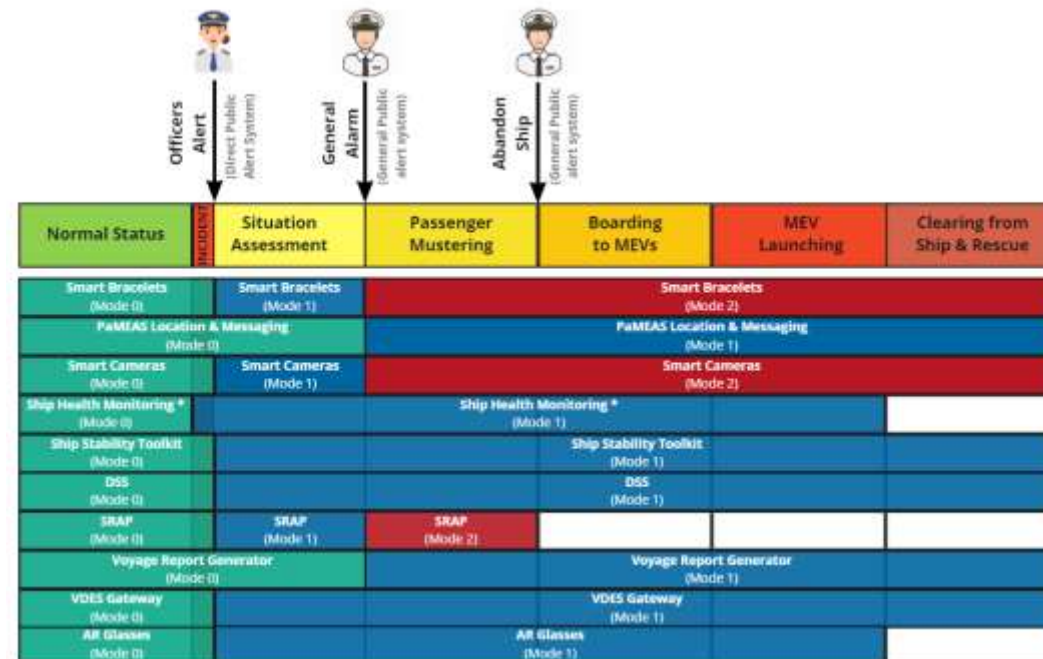 Officers
Alert
(Direct Public
Alert System)
General
Alarm
(General Public
alert system)
Abandon
Ship
(General Public
alert system)
Normal Status
INCIDENT
Situation
Assessment
Passenger
Mustering
Boarding
to MEVs
MEV
Launching
Clearing from
Ship & Rescue
Smart Bracelets
(Mode 0)
Smart Bracelets
(Mode 1)
Smart Bracelets
(Mode 2)
PaMEAS Location & Messaging
(Mode 0)
PaMEAS Location & Messaging
(Mode 1)
Smart Cameras
(Mode 0)
Smart Cameras
(Mode 1)
Smart Cameras
(Mode 2)
Ship Health Monitoring *
(Mode 0)
Ship Health Monitoring *
(Mode 1)
Ship Stability Toolkit
(Mode 0)
Ship Stability Toolkit
(Mode 1)
DSS
(Mode 0)
DSS
(Mode 1)
SRAP
(Mode 0)
SRAP
(Mode 1)
SRAP
(Mode 2)
Voyage Report Generator
(Mode 0)
Voyage Report Generator
(Mode 1)
VDES Gateway
(Mode 0)
VDES Gateway
(Mode 1)
AR Glasses
(Mode 0)
AR Glasses
(Mode 1)